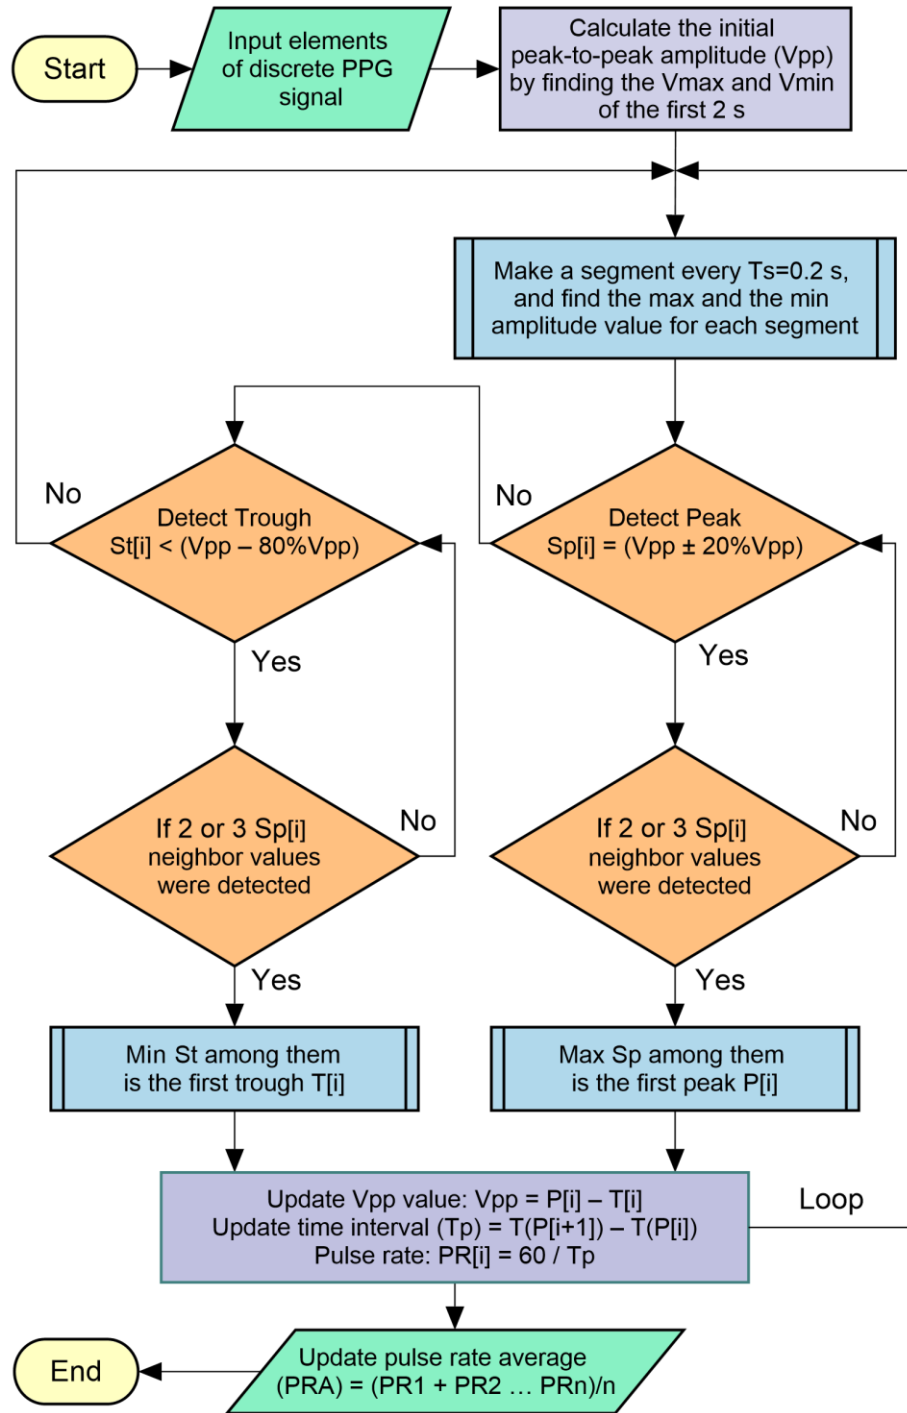 Start
Input elements
of discrete PPG
signal
Calculate the initial
peak-to-peak amplitude (Vpp)
by finding the Vmax and Vmin
of the first 2 s
Make a segment every Ts=0.2 s,
and find the max and the min
amplitude value for each segment
No
Detect Trough
St[i] < (Vpp – 80%Vpp)
No
Detect Peak
Sp[i] = (Vpp ± 20%Vpp)
Yes
Yes
If 2 or 3 Sp[i]
neighbor values
were detected
No
If 2 or 3 Sp[i]
neighbor values
were detected
No
Yes
Yes
Min St among them
is the first trough T[i]
Max Sp among them
is the first peak P[i]
Update Vpp value: Vpp = P[i] – T[i]
Update time interval (Tp) = T(P[i+1]) – T(P[i])
Pulse rate: PR[i] = 60 / Tp
Loop
End
Update pulse rate average
(PRA) = (PR1 + PR2 … PRn)/n